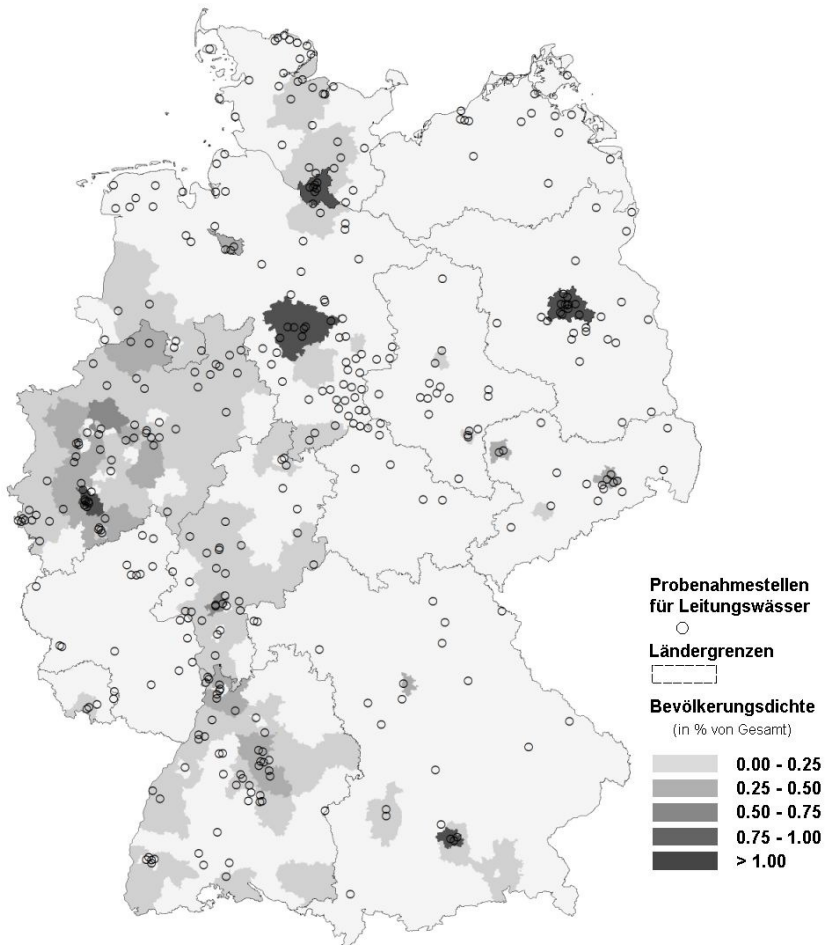 Probenahmestellen
für Leitungswässer
Ländergrenzen
Bevölkerungsdichte
(in % von Gesamt)
0.00 - 0.25
0.25 - 0.50
0.50 - 0.75
0.75 - 1.00
> 1.00